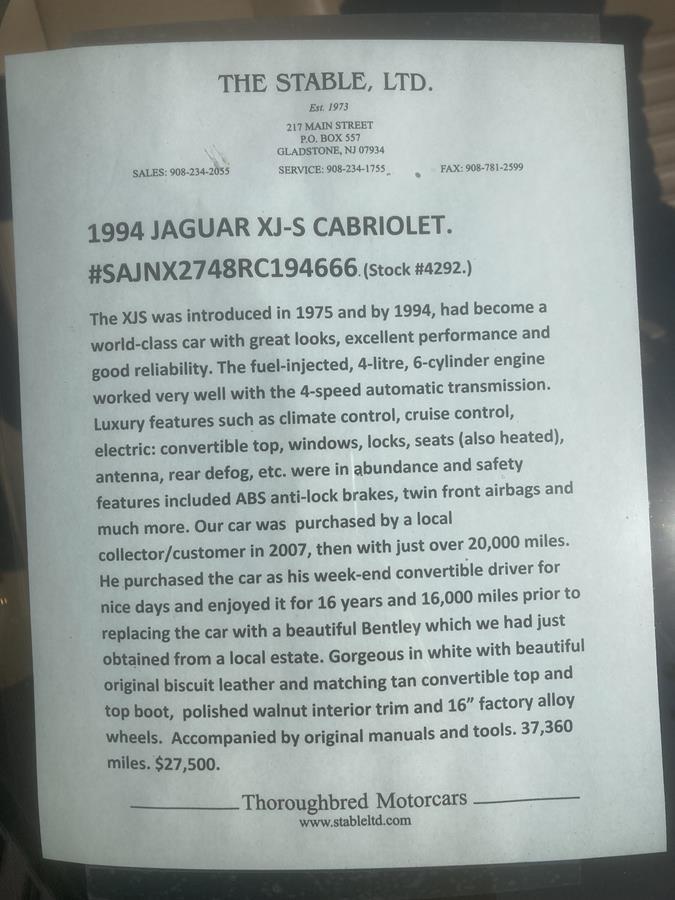 THE STABLE, LTD.
Est. 1973
217 MAIN STREET
P.O. BOX 557
GLADSTONE, NJ 07934
SALES: 908-234-2055 SERVICE: 908-234-1755 FAX: 908-781-2599
1994 JAGUAR XJ-S CABRIOLET.
#SAJNX2748RC194666. (Stock #4292.)
The XJS was introduced in 1975 and by 1994, had become a
world-class car with great looks, excellent performance and
good reliability. The fuel-injected, 4-litre, 6-cylinder engine
worked very well with the 4-speed automatic transmission.
Luxury features such as climate control, cruise control,
electric: convertible top, windows, locks, seats (also heated),
antenna, rear defog, etc. were in abundance and safety
features included ABS anti-lock brakes, twin front airbags and
much more. Our car was purchased by a local
collector/customer in 2007, then with just over 20,000 miles.
He purchased the car as his week-end convertible driver for
nice days and enjoyed it for 16 years and 16,000 miles prior to
replacing the car with a beautiful Bentley which we had just
obtained from a local estate. Gorgeous in white with beautiful
original biscuit leather and matching tan convertible top and
top boot, polished walnut interior trim and 16” factory alloy
wheels. Accompanied by original manuals and tools. 37,360
miles. $27,500.
Thoroughbred Motorcars
www.stableltd.com